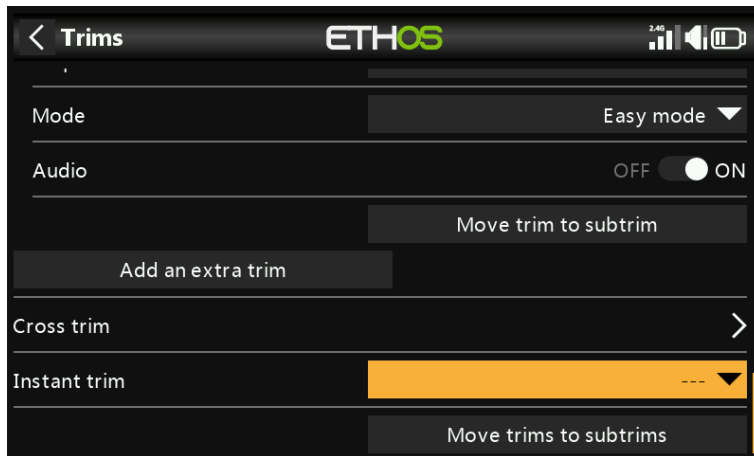 Trims
ETHOS
2.4G
Mode
Easy mode
Audio
OFF ON
Move trim to subtrim
Add an extra trim
Cross trim
Instant trim
---
Move trims to subtrims